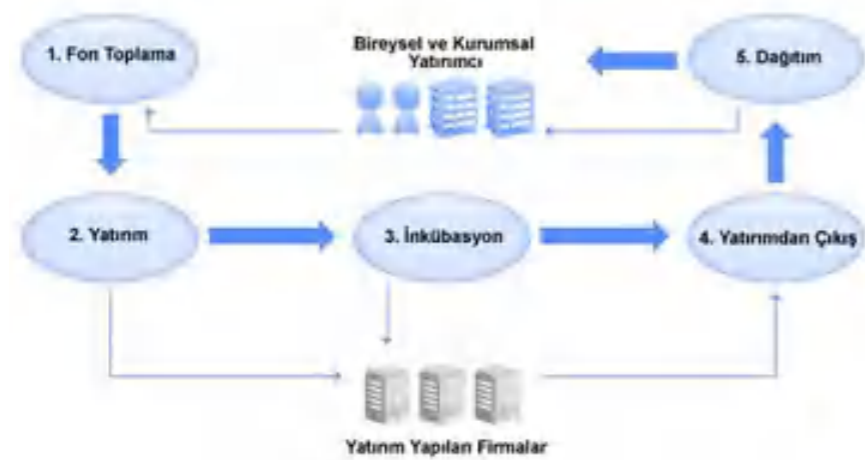 1. Fon Toplama
Bireysel ve Kurumsal
Yatırımcı
5. Dağıtım
2. Yatırım
3. İnkübasyon
4. Yatırımdan Çıkış
Yatırım Yapılan Firmalar